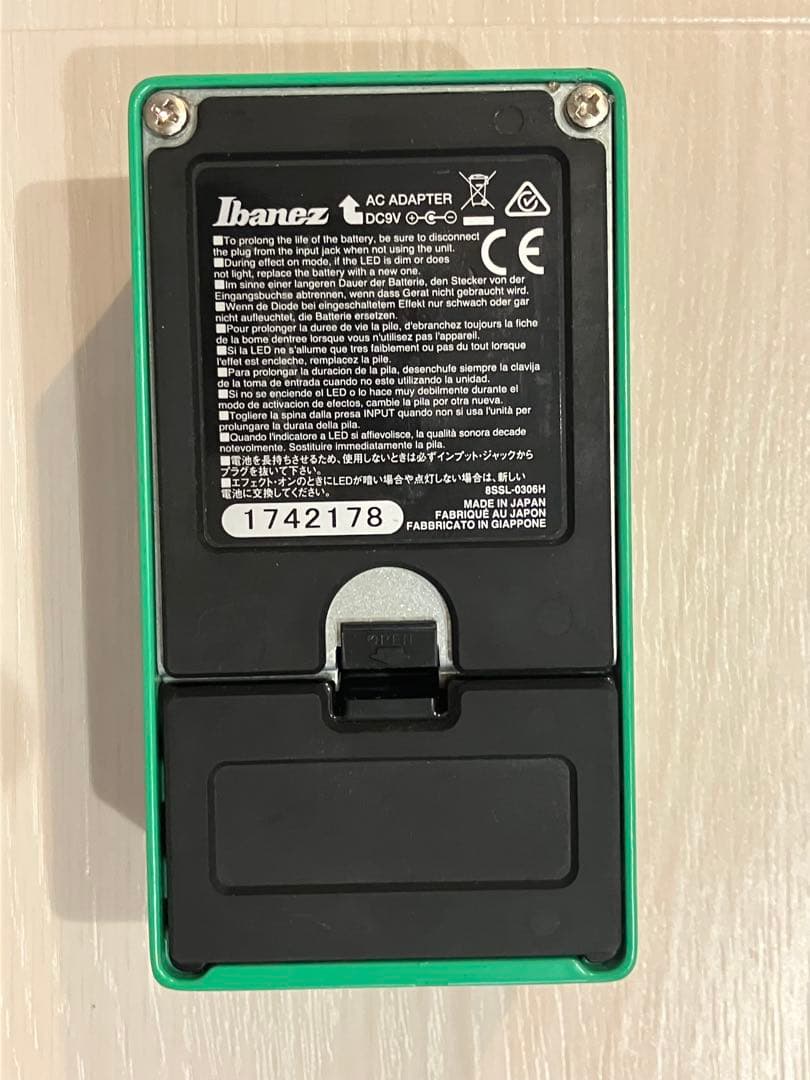 Ibanez
AC ADAPTER
DC9V
CE
■To prolong the life of the battery, be sure to disconnect
the plug from the input jack when not using the unit.
■During effect on mode, if the LED is dim or does
not light, replace the battery with a new one.
■Im sinne einer langeren Dauer der Batterie, den Stecker von der
Eingangsbuchse abtrennen, wenn dass Gerat nicht gebraucht wird.
■Wenn de Diode bei eingeschaltetem Effekt nur schwach oder gar
nicht aufleuchtet, die Batterie ersetzen.
■Pour prolonger la duree de vie la pile, d'ebranchez toujours la fiche
de la bome dentree lorsque vous n'utilisez pas l'appareil.
■Si la LED ne s'allume que tres faiblement ou pas du tout lorsque
l'effet est encleche, remplacez la pile.
■Para prolongar la duracion de la pila, desenchufe siempre la clavija
de la toma de entrada cuando no este utilizando la unidad.
■Si no se enciende el LED o lo hace muy debilmente durante el
modo de activacion de efectos, cambie la pila por otra nueva.
■Togliere la spina dalla presa INPUT quando non si usa l'unità per
prolungare la durata della pila.
■Quando l'indicatore a LED si affievolisce, la qualità sonora decade
notevolmente. Sostituire immediatamente la pila.
■電池を長持ちさせるため、使用しないときは必ずインプット・ジャックから
プラグを抜いて下さい。
■エフェクト・オンのときにLEDが暗い場合や点灯しない場合は、新しい
電池に交換してください。
8SSL-0306H
1742178
MADE IN JAPAN
FABRIQUÉ AU JAPON
FABBRICATO IN GIAPPONE
OPEN